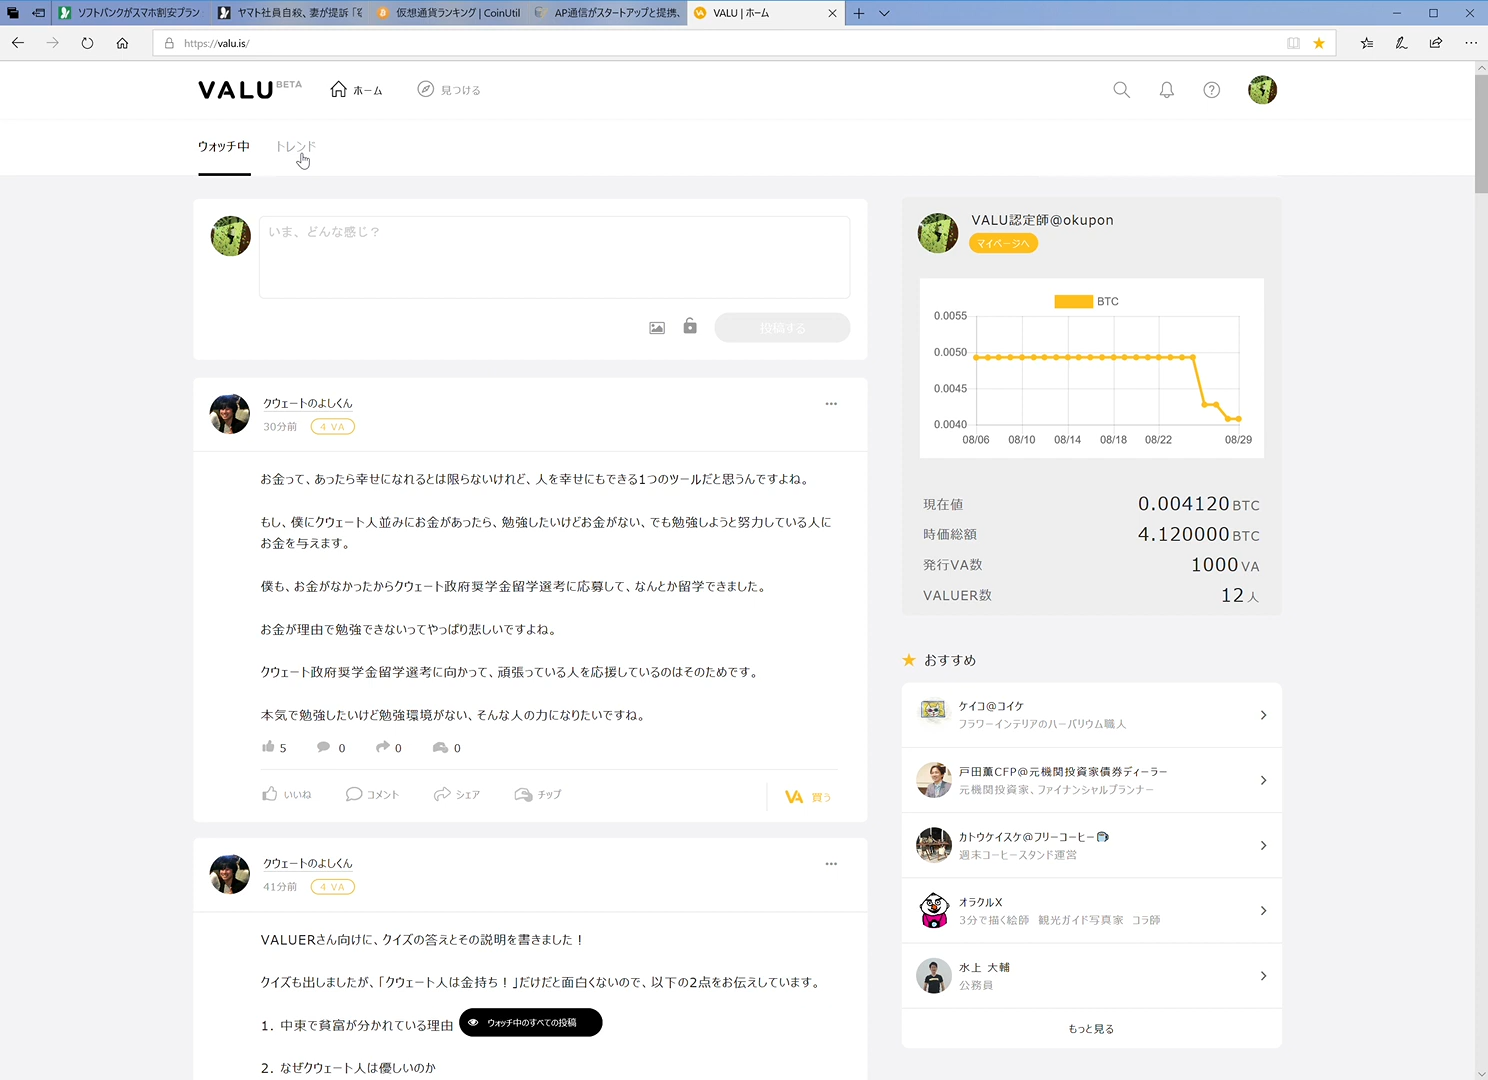 ソフトバンクがスマホ割安プラン
ヤマト社員自殺、妻が提訴
仮想通貨ランキング | CoinUtil
AP通信がスタートアップと提携、
VALU | ホーム
https://valu.is/
VALU BETA
ホーム
見つける
ウォッチ中
トレンド
いま、どんな感じ？
投稿する
クウェートのよしくん
30分前
4 VA
お金って、あったら幸せになれるとは限らないけれど、人を幸せにもできる1つのツールだと思うんですよね。
もし、僕にクウェート人並みにお金があったら、勉強したいけどお金がない、でも勉強しようと努力している人に
お金を与えます。
僕も、お金がなかったからクウェート政府奨学金留学選考に応募して、なんとか留学できました。
お金が理由で勉強できないってやっぱり悲しいですよね。
クウェート政府奨学金留学選考に向かって、頑張っている人を応援しているのはそのためです。
本気で勉強したいけど勉強環境がない、そんな人の力になりたいですね。
5 0 0 0
いいね コメント シェア チップ VA 買う
クウェートのよしくん
41分前
4 VA
VALUERさん向けに、クイズの答えとその説明を書きました！
クイズも出しましたが、「クウェート人は金持ち！」だけだと面白くないので、以下の2点をお伝えしています。
1. 中東で貧富が分かれている理由
ウォッチ中のすべての投稿
2. なぜクウェート人は優しいのか
VALU認定師@okupon
マイページへ
BTC
0.0055
0.0050
0.0045
0.0040
08/06 08/10 08/14 08/18 08/22 08/29
現在値 0.004120 BTC
時価総額 4.120000 BTC
発行VA数 1000 VA
VALUER数 12 人
おすすめ
ケイコ@コイケ
フラワーインテリアのハーバリウム職人
戸田薫CFP@元機関投資家債券ディーラー
元機関投資家、ファイナンシャルプランナー
カトウケイスケ@フリーコーヒー
週末コーヒースタンド運営
オラクルX
3分で描く絵師 観光ガイド写真家 コラ師
水上 大輔
公務員
もっと見る